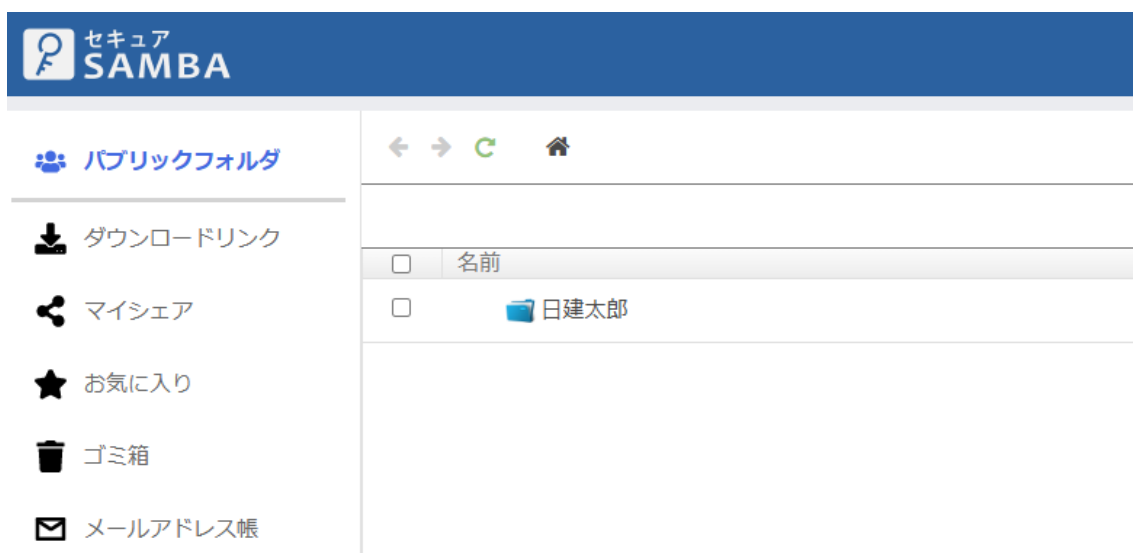 セキュア
SAMBA
パブリックフォルダ
ダウンロードリンク
マイシェア
お気に入り
ゴミ箱
メールアドレス帳
名前
日建太郎